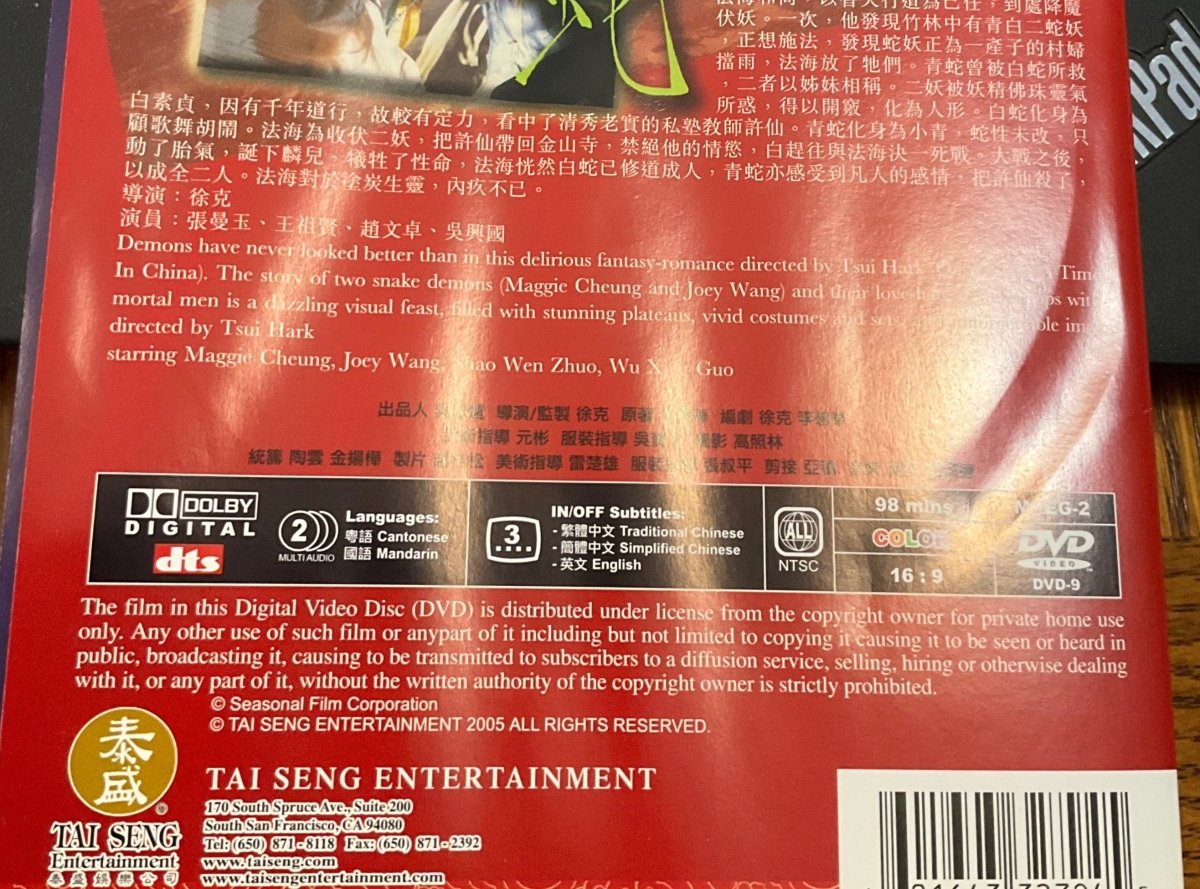 到處降魔
伏妖。一次，他發現竹林中有青白二蛇妖
，正想施法，發現蛇妖正為一產子的村婦
擋雨，法海放了牠們。青蛇曾被白蛇所救
，二者以姊妹相稱。二妖被妖精佛珠靈氣
所惑，得以開竅，化為人形。白蛇化身為
白素貞，因有千年道行，故較有定力，看中了清秀老實的私塾教師許仙。青蛇化身為小青，蛇性未改，只
顧歌舞胡鬧。法海為收伏二妖，把許仙帶回金山寺，禁絕他的情慾，白趕往與法海決一死戰。大戰之後，
動了胎氣，誕下麟兒，犧牲了性命，法海恍然白蛇已修道成人，青蛇亦感受到凡人的感情，把許仙殺了，
以成全二人。法海對於塗炭生靈，內疚不已。
導演：徐克
演員：張曼玉、王祖賢、趙文卓、吳興國
Demons have never looked better than in this delirious fantasy-romance directed by Tsui Hark Time
In China). The story of two snake demons (Maggie Cheung and Joey Wang) and their
mortal men is a dazzling visual feast, filled with stunning plateaus, vivid costumes and sets,
directed by Tsui Hark
starring Maggie Cheung, Joey Wang, Wen Zhuo, Wu Guo
出品人 導演/監製 徐克 原著 編劇 徐克 李碧華
指導 元彬 服裝指導 攝影 高照林
統籌 陶雲 金揚樺 製片 美術指導 雷楚雄 張叔平 剪接
DOLBY
DIGITAL
dts
2
MULTI AUDIO
Languages:
粵語 Cantonese
國語 Mandarin
3
IN/OFF Subtitles:
- 繁體中文 Traditional Chinese
- 簡體中文 Simplified Chinese
- 英文 English
ALL
NTSC
98 mins
COLOR
16 : 9
MPEG-2
DVD
VIDEO
DVD-9
The film in this Digital Video Disc (DVD) is distributed under license from the copyright owner for private home use
only. Any other use of such film or anypart of it including but not limited to copying it causing it to be seen or heard in
public, broadcasting it, causing to be transmitted to subscribers to a diffusion service, selling, hiring or otherwise dealing
with it, or any part of it, without the written authority of the copyright owner is strictly prohibited.
© Seasonal Film Corporation
© TAI SENG ENTERTAINMENT 2005 ALL RIGHTS RESERVED.
泰盛
®
TAI SENG
Entertainment
泰盛娛樂公司
TAI SENG ENTERTAINMENT
170 South Spruce Ave., Suite 200
South San Francisco, CA 94080
Tel: (650) 871-8118 Fax: (650) 871-2392
www.taiseng.com
www.taisengentertainment.com